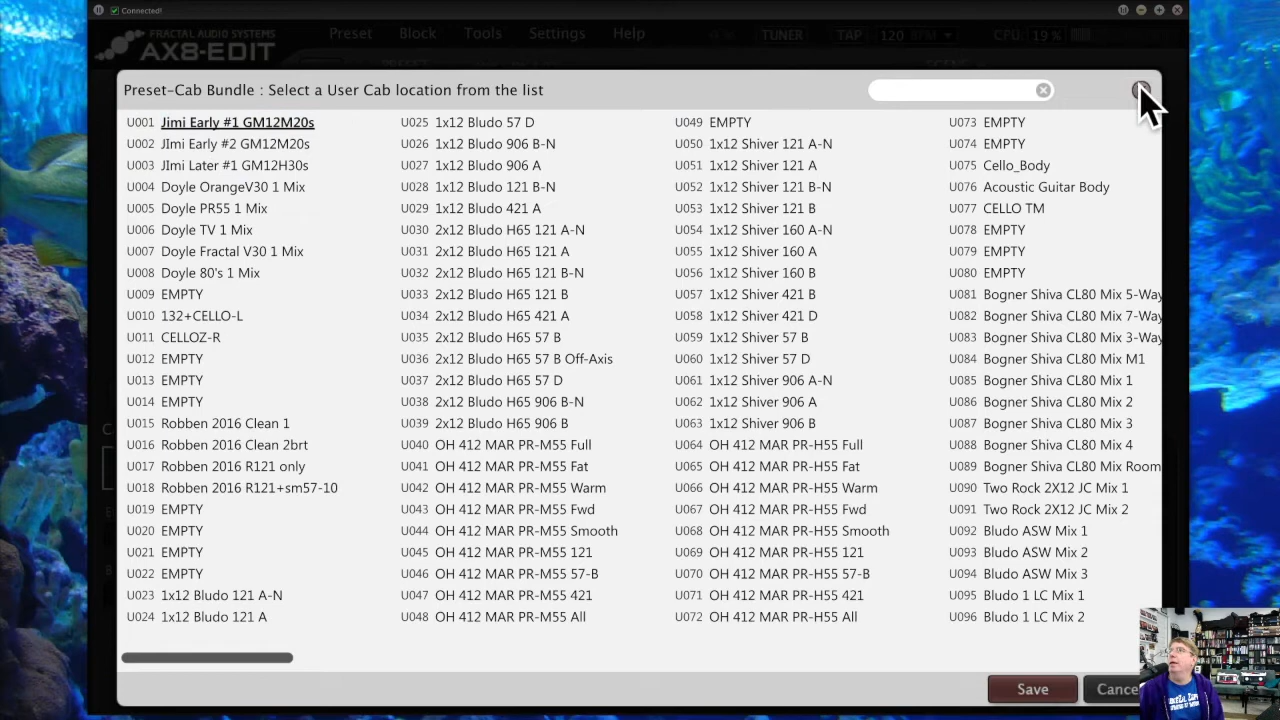 Connected!
FRACTAL AUDIO SYSTEMS
AX8-EDIT
Preset Block Tools Settings Help TUNER TAP 120 BPM CPU: 19 %
Preset-Cab Bundle : Select a User Cab location from the list
U001 Jimi Early #1 GM12M20s
U002 JImi Early #2 GM12M20s
U003 JImi Later #1 GM12H30s
U004 Doyle OrangeV30 1 Mix
U005 Doyle PR55 1 Mix
U006 Doyle TV 1 Mix
U007 Doyle Fractal V30 1 Mix
U008 Doyle 80's 1 Mix
U009 EMPTY
U010 132+CELLO-L
U011 CELLOZ-R
U012 EMPTY
U013 EMPTY
U014 EMPTY
U015 Robben 2016 Clean 1
U016 Robben 2016 Clean 2brt
U017 Robben 2016 R121 only
U018 Robben 2016 R121+sm57-10
U019 EMPTY
U020 EMPTY
U021 EMPTY
U022 EMPTY
U023 1x12 Bludo 121 A-N
U024 1x12 Bludo 121 A
U025 1x12 Bludo 57 D
U026 1x12 Bludo 906 B-N
U027 1x12 Bludo 906 A
U028 1x12 Bludo 121 B-N
U029 1x12 Bludo 421 A
U030 2x12 Bludo H65 121 A-N
U031 2x12 Bludo H65 121 A
U032 2x12 Bludo H65 121 B-N
U033 2x12 Bludo H65 121 B
U034 2x12 Bludo H65 421 A
U035 2x12 Bludo H65 57 B
U036 2x12 Bludo H65 57 B Off-Axis
U037 2x12 Bludo H65 57 D
U038 2x12 Bludo H65 906 B-N
U039 2x12 Bludo H65 906 B
U040 OH 412 MAR PR-M55 Full
U041 OH 412 MAR PR-M55 Fat
U042 OH 412 MAR PR-M55 Warm
U043 OH 412 MAR PR-M55 Fwd
U044 OH 412 MAR PR-M55 Smooth
U045 OH 412 MAR PR-M55 121
U046 OH 412 MAR PR-M55 57-B
U047 OH 412 MAR PR-M55 421
U048 OH 412 MAR PR-M55 All
U049 EMPTY
U050 1x12 Shiver 121 A-N
U051 1x12 Shiver 121 A
U052 1x12 Shiver 121 B-N
U053 1x12 Shiver 121 B
U054 1x12 Shiver 160 A-N
U055 1x12 Shiver 160 A
U056 1x12 Shiver 160 B
U057 1x12 Shiver 421 B
U058 1x12 Shiver 421 D
U059 1x12 Shiver 57 B
U060 1x12 Shiver 57 D
U061 1x12 Shiver 906 A-N
U062 1x12 Shiver 906 A
U063 1x12 Shiver 906 B
U064 OH 412 MAR PR-H55 Full
U065 OH 412 MAR PR-H55 Fat
U066 OH 412 MAR PR-H55 Warm
U067 OH 412 MAR PR-H55 Fwd
U068 OH 412 MAR PR-H55 Smooth
U069 OH 412 MAR PR-H55 121
U070 OH 412 MAR PR-H55 57-B
U071 OH 412 MAR PR-H55 421
U072 OH 412 MAR PR-H55 All
U073 EMPTY
U074 EMPTY
U075 Cello_Body
U076 Acoustic Guitar Body
U077 CELLO TM
U078 EMPTY
U079 EMPTY
U080 EMPTY
U081 Bogner Shiva CL80 Mix 5-Way
U082 Bogner Shiva CL80 Mix 7-Way
U083 Bogner Shiva CL80 Mix 3-Way
U084 Bogner Shiva CL80 Mix M1
U085 Bogner Shiva CL80 Mix 1
U086 Bogner Shiva CL80 Mix 2
U087 Bogner Shiva CL80 Mix 3
U088 Bogner Shiva CL80 Mix 4
U089 Bogner Shiva CL80 Mix Room
U090 Two Rock 2X12 JC Mix 1
U091 Two Rock 2X12 JC Mix 2
U092 Bludo ASW Mix 1
U093 Bludo ASW Mix 2
U094 Bludo ASW Mix 3
U095 Bludo 1 LC Mix 1
U096 Bludo 1 LC Mix 2
Save Cance